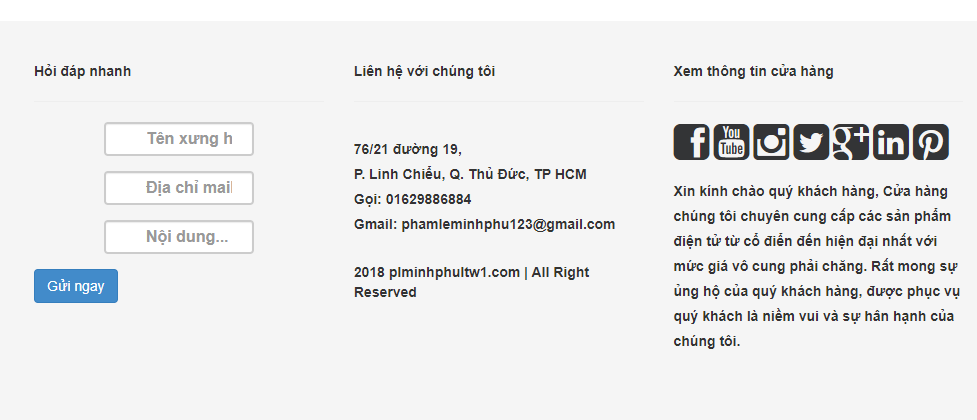 Hỏi đáp nhanh
Tên xưng h
Địa chỉ mail
Nội dung...
Gửi ngay
Liên hệ với chúng tôi
76/21 đường 19,
P. Linh Chiểu, Q. Thủ Đức, TP HCM
Gọi: 01629886884
Gmail: phamleminhphu123@gmail.com
2018 plminhphultw1.com | All Right
Reserved
Xem thông tin cửa hàng
You
Tube
Xin kính chào quý khách hàng, Cửa hàng
chúng tôi chuyên cung cấp các sản phẩm
điện tử từ cổ điển đến hiện đại nhất với
mức giá vô cung phải chăng. Rất mong sự
ủng hộ của quý khách hàng, được phục vụ
quý khách là niềm vui và sự hân hạnh của
chúng tôi.